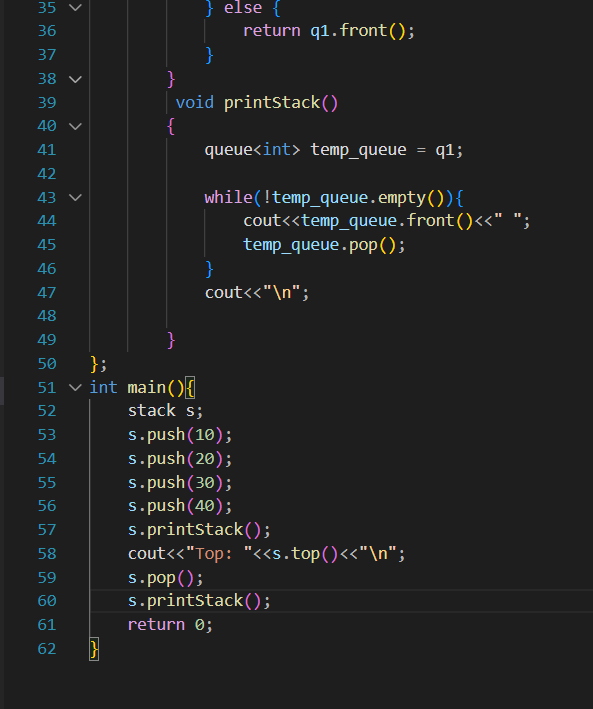 35 } else {
36 return q1.front();
37 }
38 }
39 void printStack()
40 {
41 queue<int> temp_queue = q1;
42
43 while(!temp_queue.empty()){
44 cout<<temp_queue.front()<<" ";
45 temp_queue.pop();
46 }
47 cout<<"\n";
48
49 }
50 };
51 int main(){
52 stack s;
53 s.push(10);
54 s.push(20);
55 s.push(30);
56 s.push(40);
57 s.printStack();
58 cout<<"Top: "<<s.top()<<"\n";
59 s.pop();
60 s.printStack();
61 return 0;
62 }